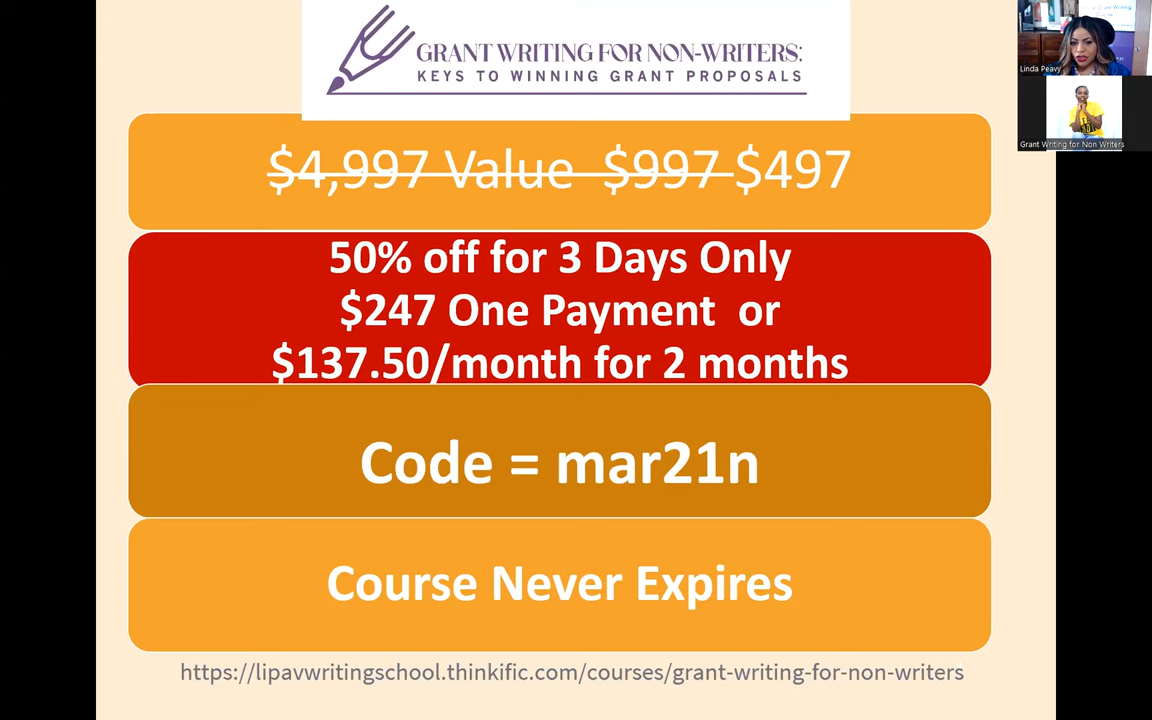 GRANT WRITING FOR NON-WRITERS:
KEYS TO WINNING GRANT PROPOSALS
$4,997 Value $997 $497
50% off for 3 Days Only
$247 One Payment or
$137.50/month for 2 months
Code = mar21n
Course Never Expires
https://lipavwritingschool.thinkific.com/courses/grant-writing-for-non-writers
Linda Peavy
Grant Writing for Non Writers